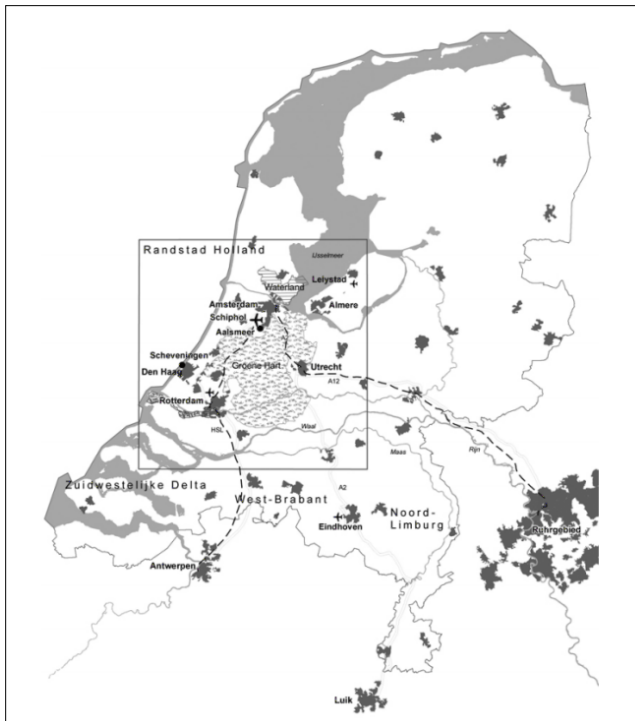 Randstad Holland
IJsselmeer
Lelystad
Waterland
Amsterdam
Almere
Schiphol
Aalsmeer
Scheveningen
Groene Hart
Utrecht
Den Haag
A12
Rotterdam
HSL
Waal
Maas
Rijn
Zuidwestelijke Delta
A2
West-Brabant
Noord-
Limburg
Eindhoven
Ruhrgebied
Antwerpen
Luik